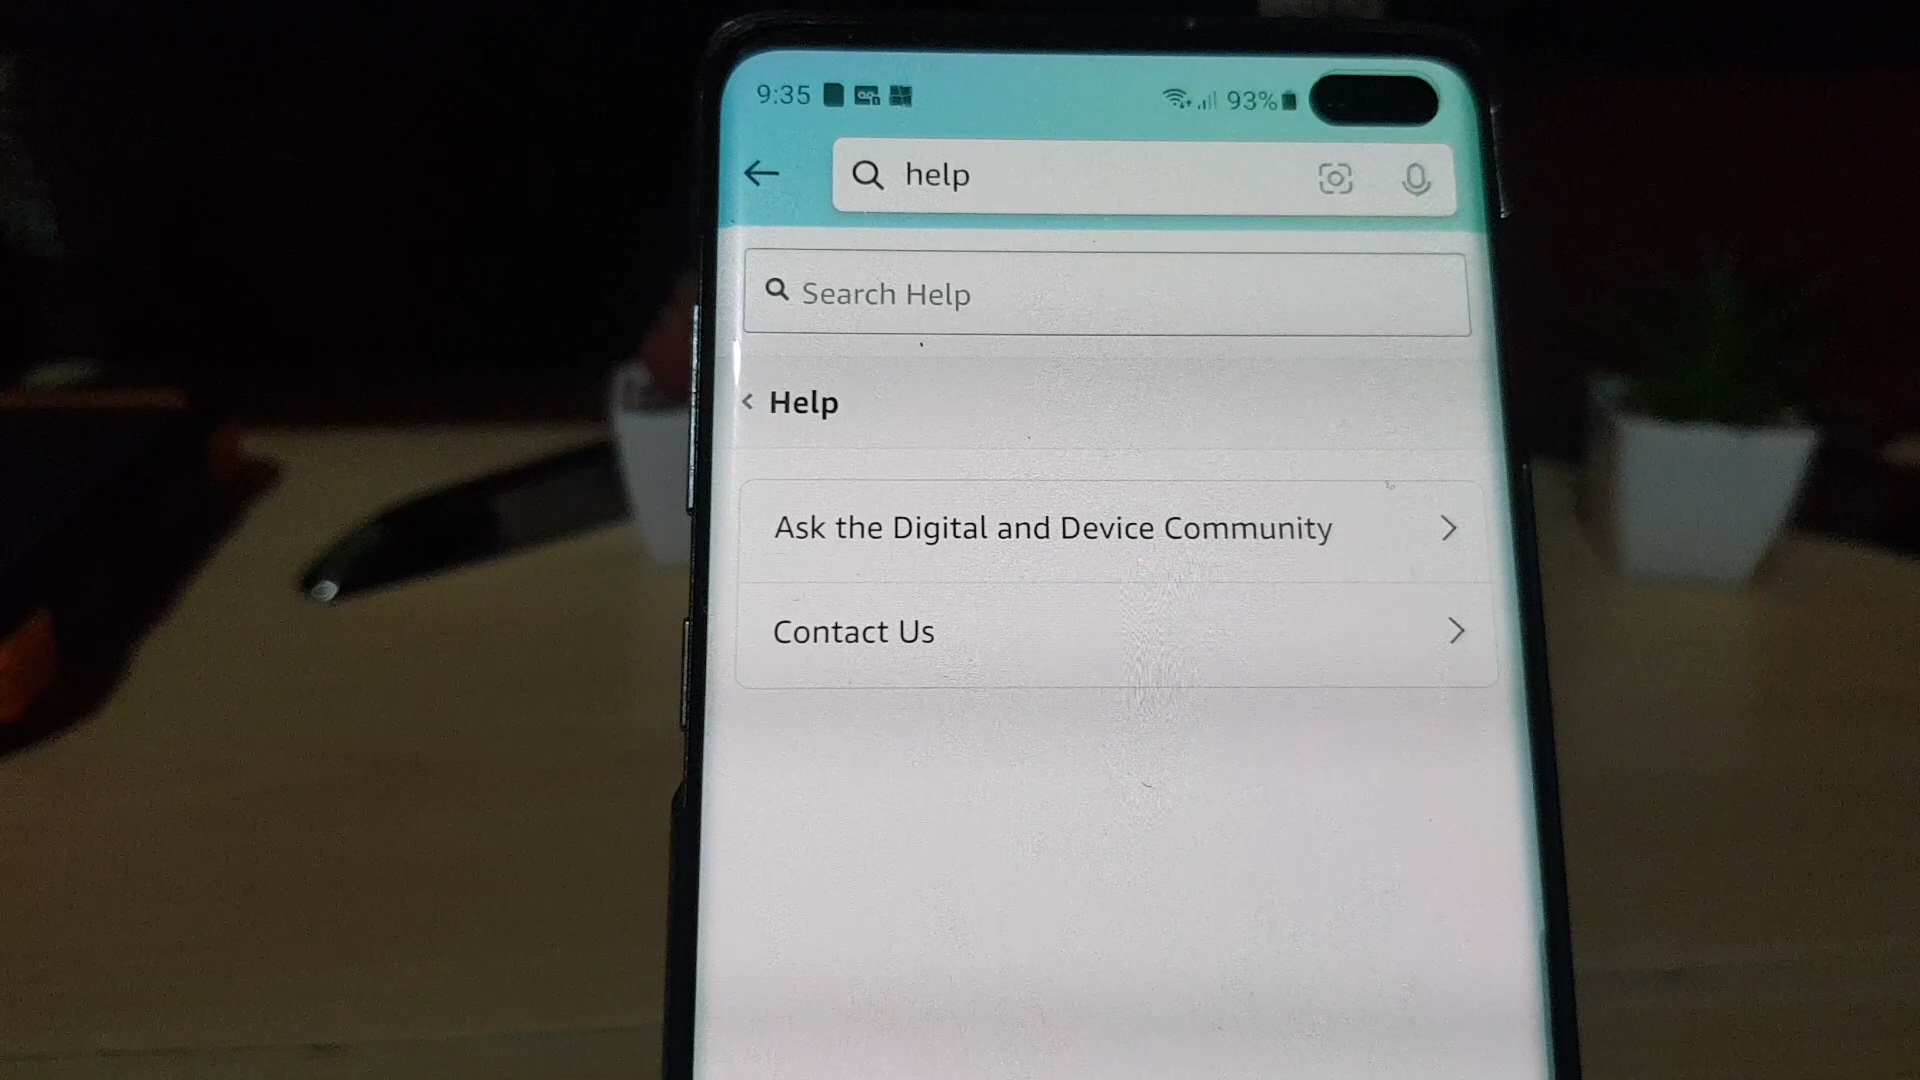 9:35
93%
help
Search Help
Help
Ask the Digital and Device Community
Contact Us